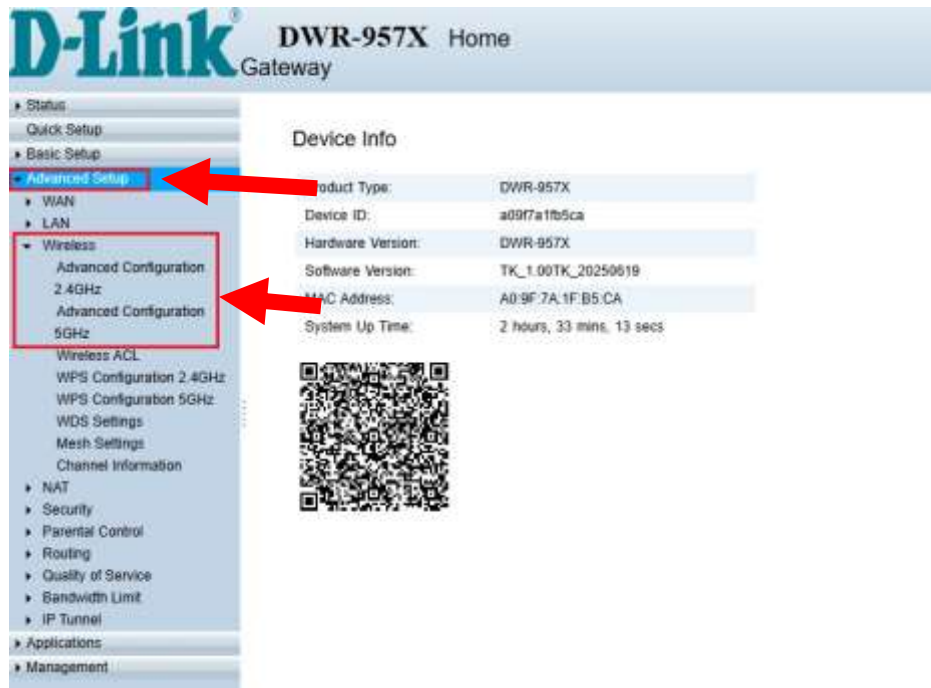 D-Link
DWR-957X Home
Gateway
Status
Quick Setup
Basic Setup
Advanced Setup
WAN
LAN
Wireless
Advanced Configuration
2.4GHz
Advanced Configuration
5GHz
Wireless ACL
WPS Configuration 2.4GHz
WPS Configuration 5GHz
WDS Settings
Mesh Settings
Channel Information
NAT
Security
Parental Control
Routing
Quality of Service
Bandwidth Limit
IP Tunnel
Applications
Management
Device Info
Product Type: DWR-957X
Device ID: a09f7a1fb5ca
Hardware Version: DWR-957X
Software Version: TK_1.00TK_20250619
MAC Address: A0:9F:7A:1F:B5:CA
System Up Time: 2 hours, 33 mins, 13 secs